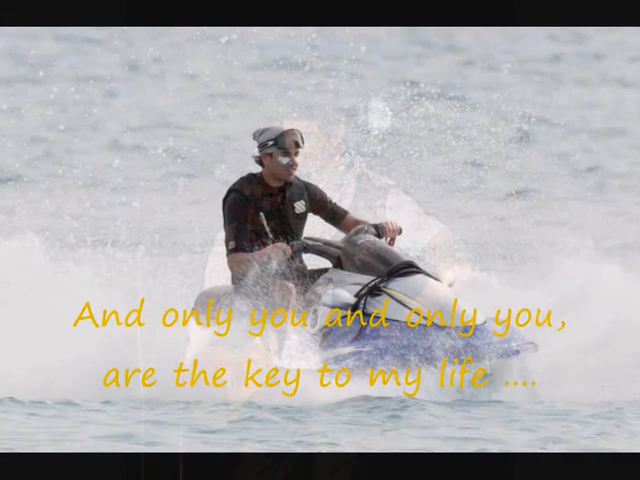 And only you and only you,
are the key to my life ....